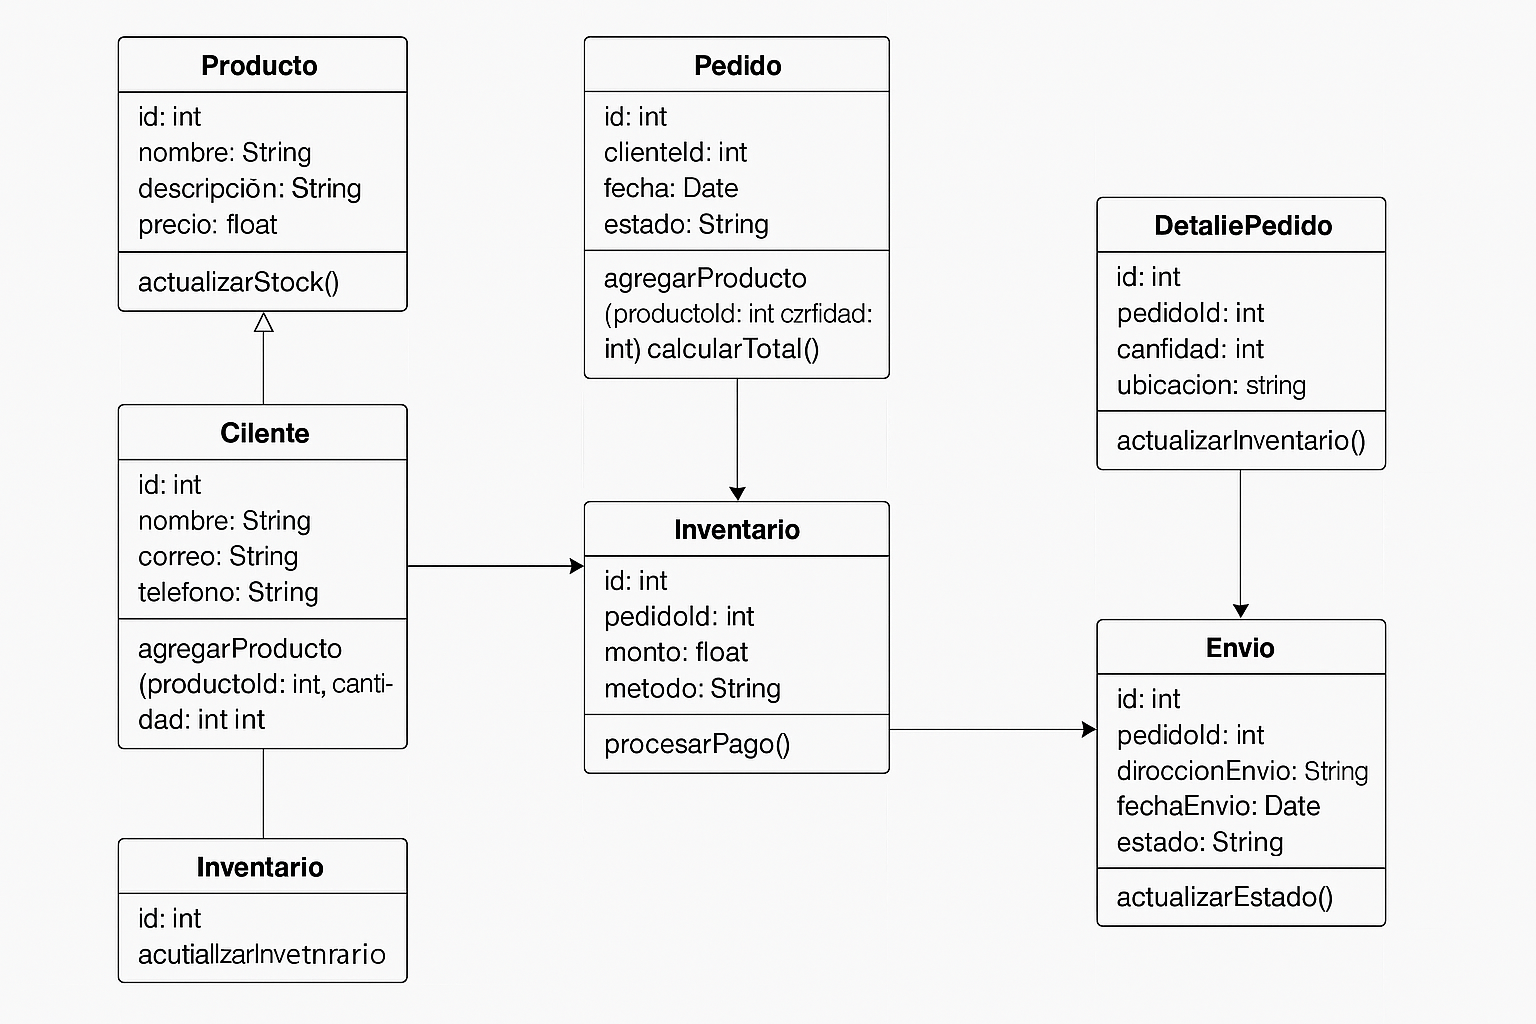 Producto
id: int
nombre: String
descripciŏn: String
precio: float
actualizarStock()
Cilente
id: int
nombre: String
correo: String
telefono: String
agregarProducto
(productoId: int, canti-
dad: int int
Inventario
id: int
acutiallzarInvetnrario
Pedido
id: int
clienteId: int
fecha: Date
estado: String
agregarProducto
(productoId: int czrfidad:
int) calcularTotal()
Inventario
id: int
pedidoId: int
monto: float
metodo: String
procesarPago()
DetaliePedido
id: int
pedidoId: int
canfidad: int
ubicacion: string
actualizarInventario()
Envio
id: int
pedidoId: int
diroccionEnvio: String
fechaEnvio: Date
estado: String
actualizarEstado()